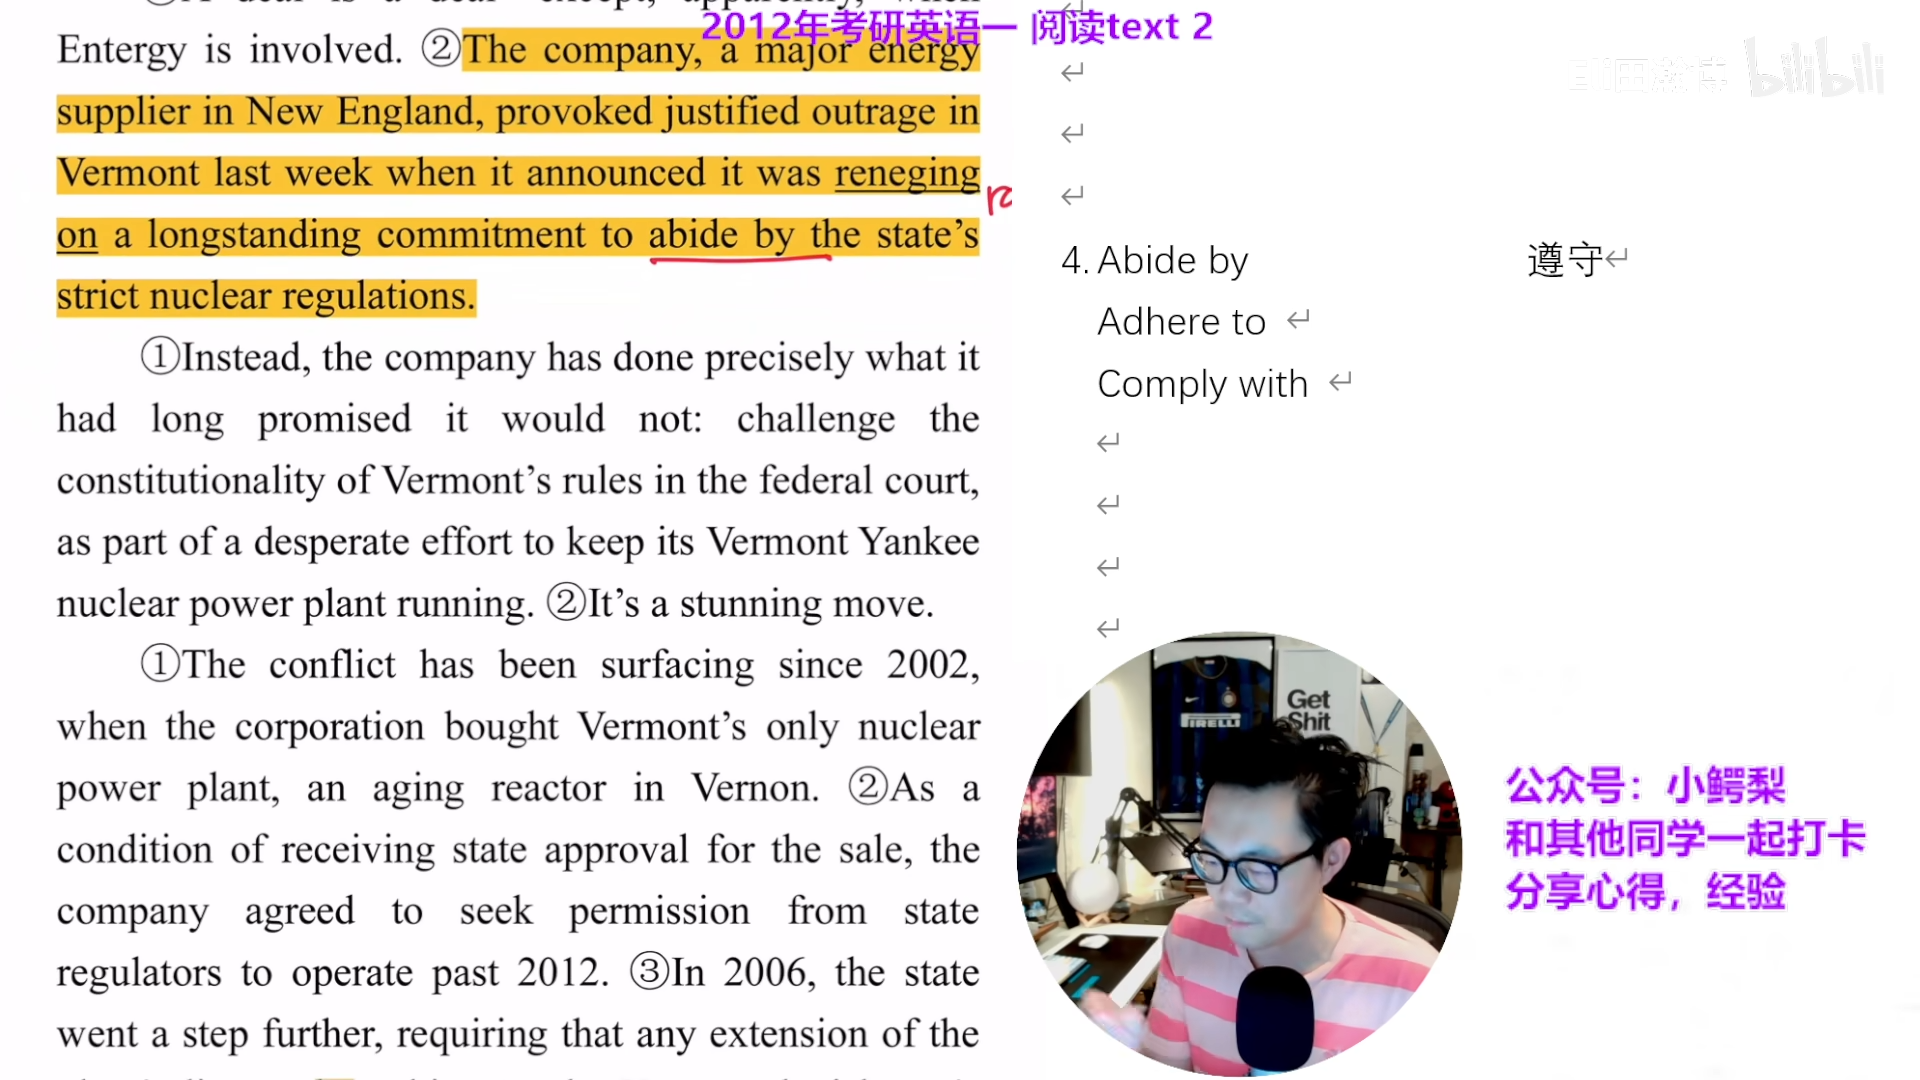 2012年考研英语一 阅读text 2
①A deal is a deal—except, apparently, when
Entergy is involved. ②The company, a major energy
supplier in New England, provoked justified outrage in
Vermont last week when it announced it was reneging
on a longstanding commitment to abide by the state’s
strict nuclear regulations.
①Instead, the company has done precisely what it
had long promised it would not: challenge the
constitutionality of Vermont’s rules in the federal court,
as part of a desperate effort to keep its Vermont Yankee
nuclear power plant running. ②It’s a stunning move.
①The conflict has been surfacing since 2002,
when the corporation bought Vermont’s only nuclear
power plant, an aging reactor in Vernon. ②As a
condition of receiving state approval for the sale, the
company agreed to seek permission from state
regulators to operate past 2012. ③In 2006, the state
went a step further, requiring that any extension of the
4. Abide by 遵守
Adhere to
Comply with
bilibili
Get
Shit
PIRELLI
公众号：小鳄梨
和其他同学一起打卡
分享心得，经验